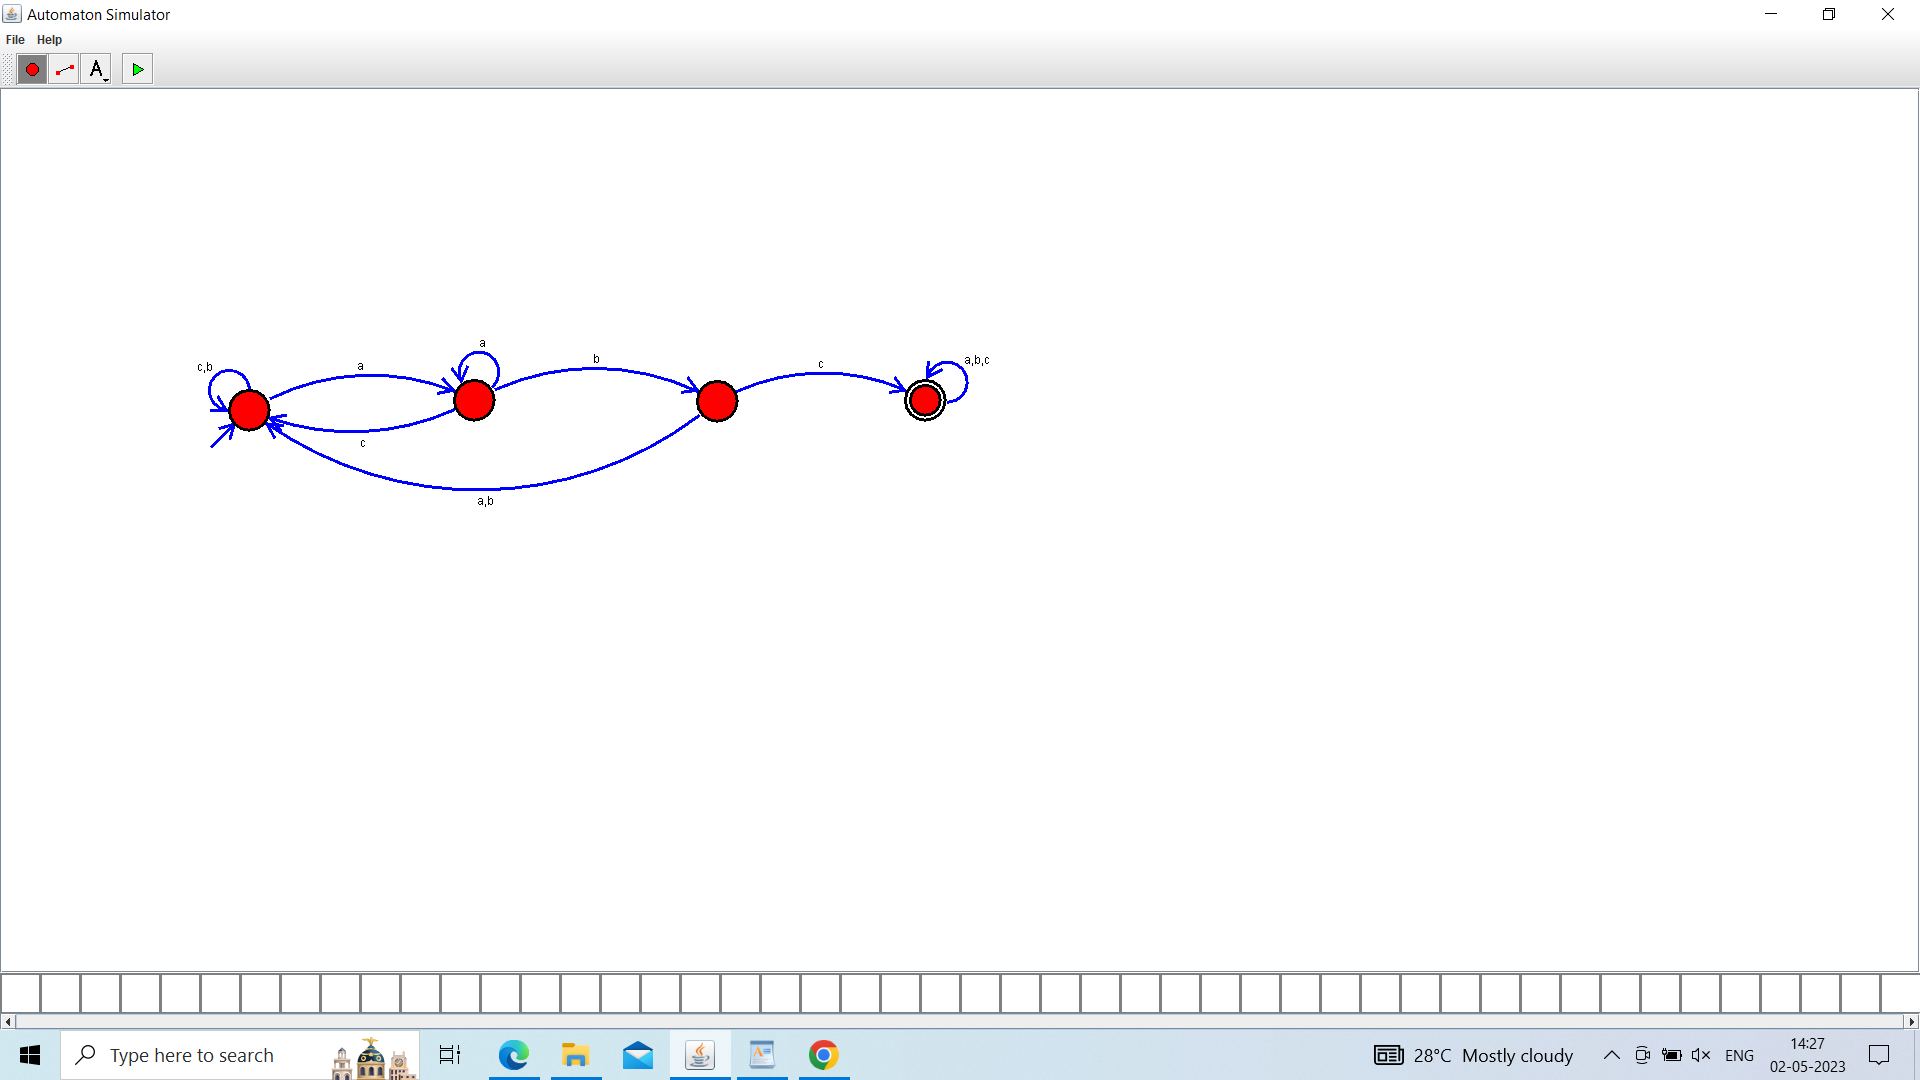 Automaton Simulator
File Help
A
a
c,b
a
b
c
a,b,c
c
a,b
Type here to search
28°C Mostly cloudy
ENG
14:27
02-05-2023